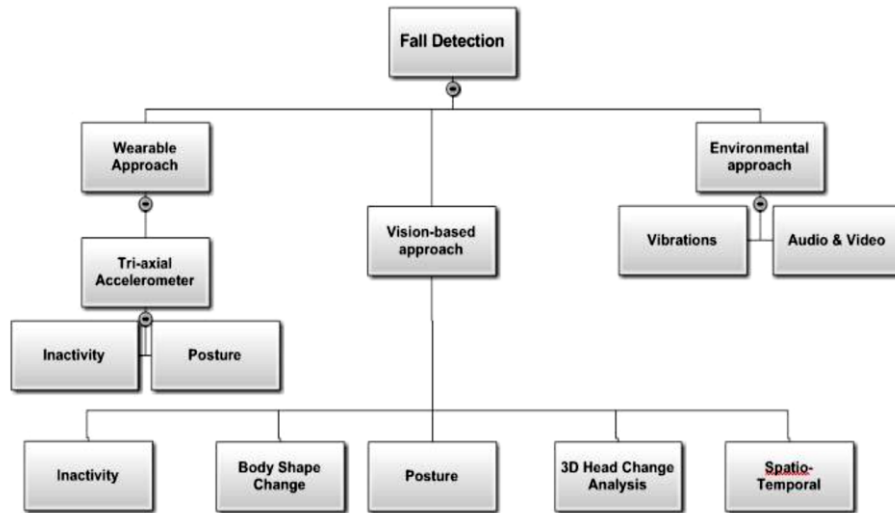 Fall Detection
Wearable
Approach
Environmental
approach
Vision-based
approach
Vibrations
Audio & Video
Tri-axial
Accelerometer
Inactivity
Posture
Inactivity
Body Shape
Change
Posture
3D Head Change
Analysis
Spatio-
Temporal